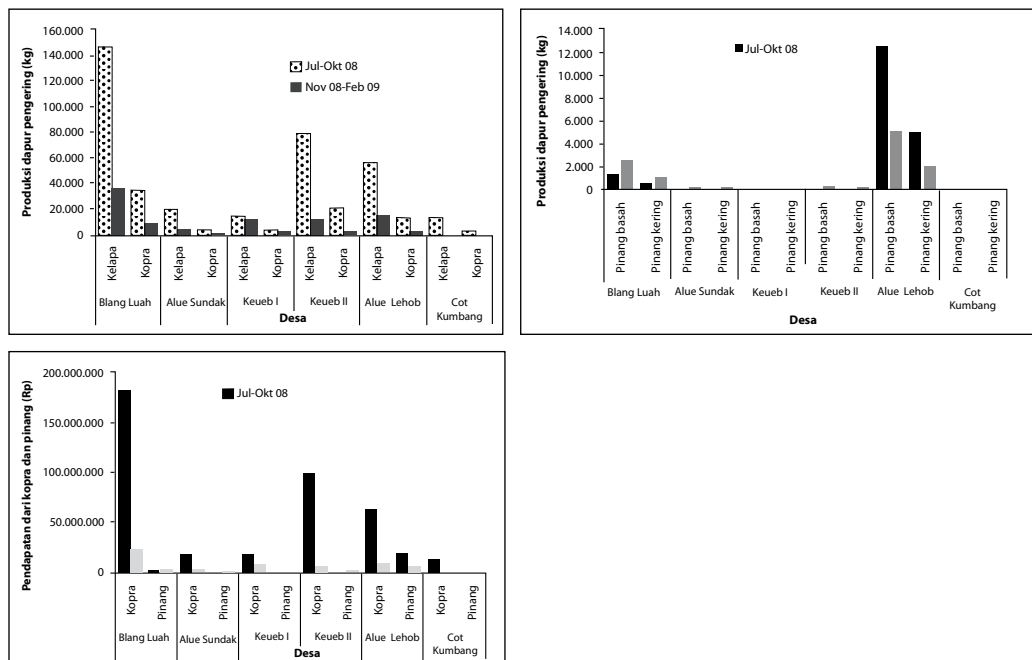 Produksi dapur pengering (kg)
160.000
140.000
120.000
100.000
80.000
60.000
40.000
20.000
0
Jul-Okt 08
Nov 08-Feb 09
Kelapa Kopra Kelapa Kopra Kelapa Kopra Kelapa Kopra Kelapa Kopra Kelapa Kopra
Blang Luah Alue Sundak Keueb I Keueb II Alue Lehob Cot Kumbang
Desa
Produksi dapur pengering (kg)
14.000
12.000
10.000
8.000
6.000
4.000
2.000
0
Jul-Okt 08
Pinang basah Pinang kering Pinang basah Pinang kering Pinang basah Pinang kering Pinang basah Pinang kering Pinang basah Pinang kering Pinang basah Pinang kering
Blang Luah Alue Sundak Keueb I Keueb II Alue Lehob Cot Kumbang
Desa
Pendapatan dari kopra dan pinang (Rp)
200.000.000
150.000.000
100.000.000
50.000.000
0
Jul-Okt 08
Kopra Pinang Kopra Pinang Kopra Pinang Kopra Pinang Kopra Pinang Kopra Pinang
Blang Luah Alue Sundak Keueb I Keueb II Alue Lehob Cot Kumbang
Desa